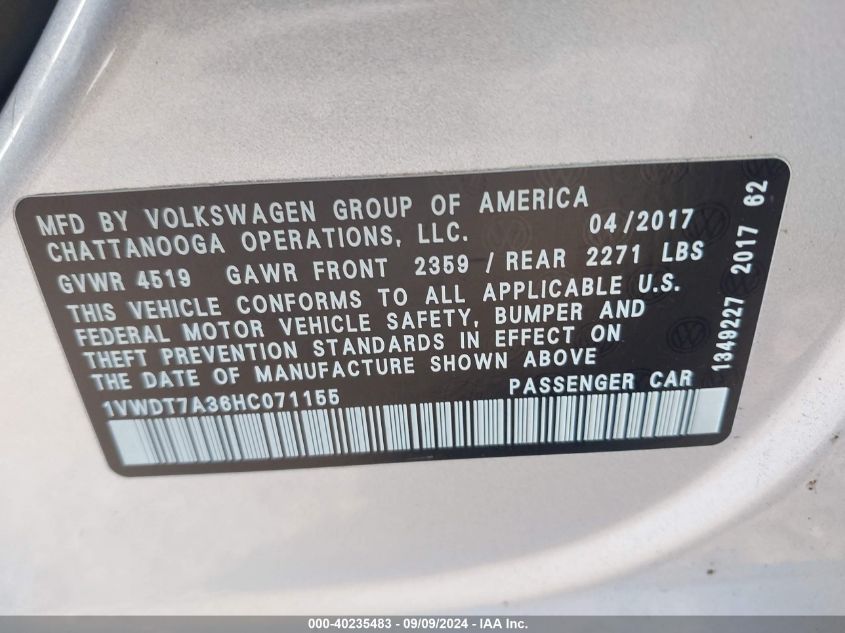 MFD BY VOLKSWAGEN GROUP OF AMERICA
CHATTANOOGA OPERATIONS, LLC. 04/2017
GVWR 4519 GAWR FRONT 2359 / REAR 2271 LBS
THIS VEHICLE CONFORMS TO ALL APPLICABLE U.S.
FEDERAL MOTOR VEHICLE SAFETY, BUMPER AND
THEFT PREVENTION STANDARDS IN EFFECT ON
THE DATE OF MANUFACTURE SHOWN ABOVE
1VWDT7A36HC071155 PASSENGER CAR
1349227 2017 62
000-40235483 - 09/09/2024 - IAA Inc.